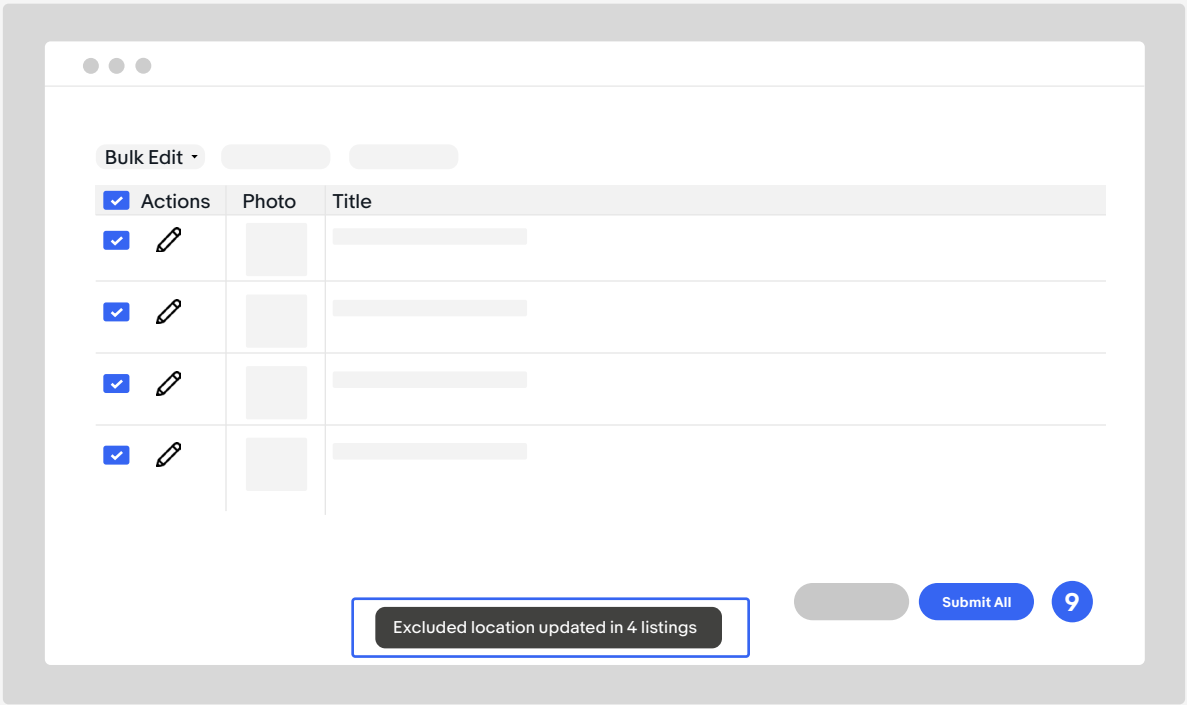 Bulk Edit
Actions Photo Title
Submit All 9
Excluded location updated in 4 listings